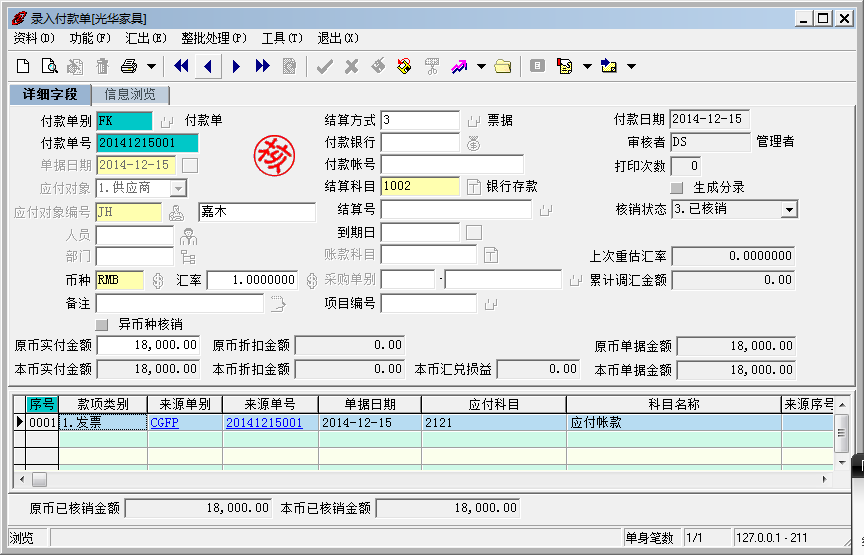 录入付款单[光华家具]
资料(D) 功能(F) 汇出(E) 整批处理(P) 工具(T) 退出(X)
详细字段 信息浏览
付款单别 FK 付款单 结算方式 3 票据 付款日期 2014-12-15
付款单号 20141215001 核 付款银行 审核者 DS 管理者
单据日期 2014-12-15 付款帐号 打印次数 0
应付对象 1.供应商 结算科目 1002 银行存款 生成分录
应付对象编号 JH 嘉木 结算号 核销状态 3.已核销
人员 到期日
部门 账款科目 上次重估汇率 0.0000000
币种 RMB 汇率 1.0000000 采购单别 - 累计调汇金额 0.00
备注 项目编号
异币种核销
原币实付金额 18,000.00 原币折扣金额 0.00 原币单据金额 18,000.00
本币实付金额 18,000.00 本币折扣金额 0.00 本币汇兑损益 0.00 本币单据金额 18,000.00
序号 款项类别 来源单别 来源单号 单据日期 应付科目 科目名称 来源序号
0001 1.发票 CGFP 20141215001 2014-12-15 2121 应付帐款
原币已核销金额 18,000.00 本币已核销金额 18,000.00
浏览 单身笔数 1/1 127.0.0.1 - 211